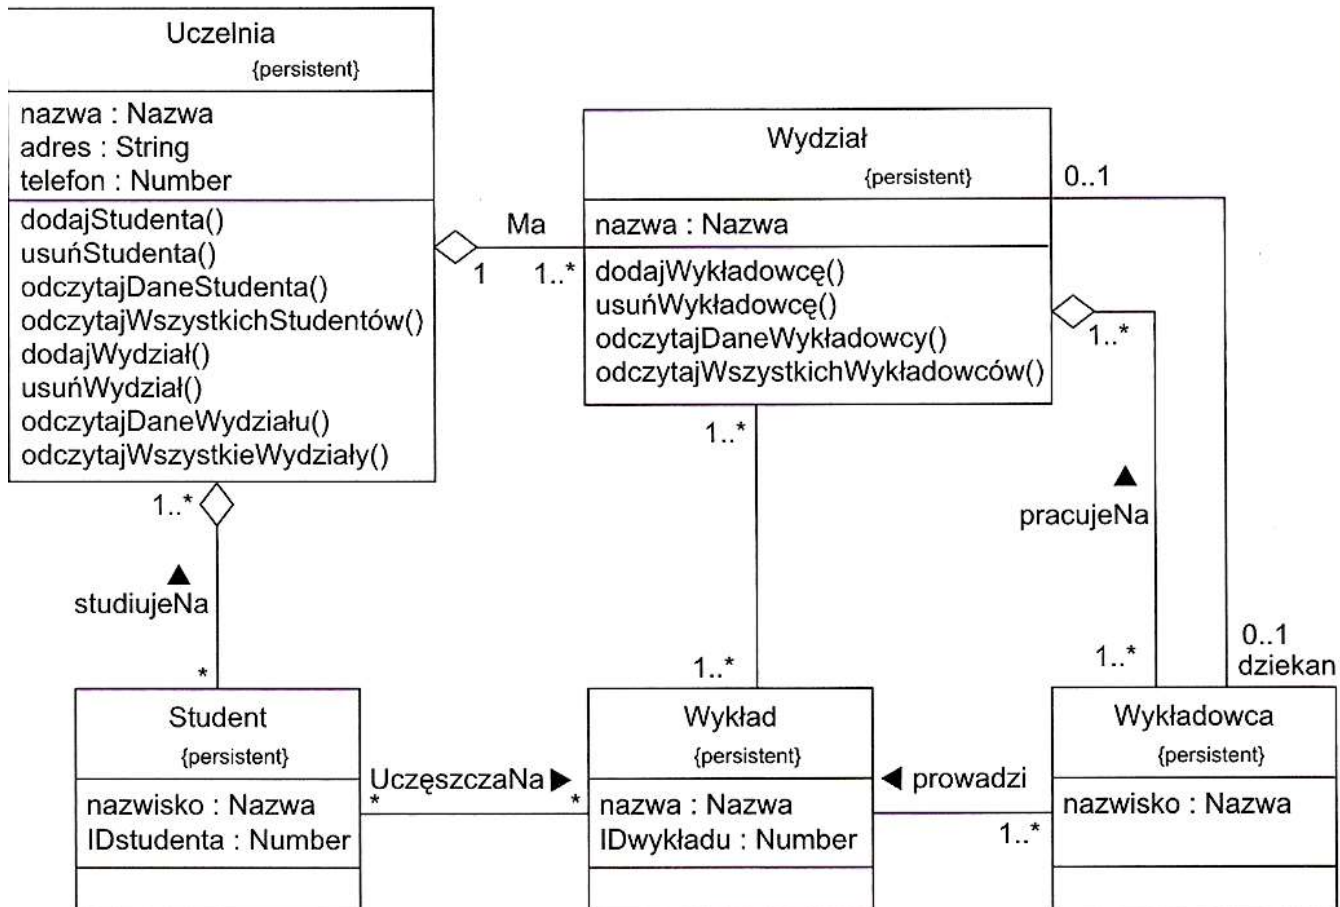 Uczelnia
{persistent}
nazwa : Nazwa
adres : String
telefon : Number
dodajStudenta()
usuńStudenta()
odczytajDaneStudenta()
odczytajWszystkichStudentów()
dodajWydział()
usuńWydział()
odczytajDaneWydziału()
odczytajWszystkieWydziały()
Ma
1
1..*
Wydział
{persistent}
nazwa : Nazwa
dodajWykładowcę()
usuńWykładowcę()
odczytajDaneWykładowcy()
odczytajWszystkichWykładowców()
0..1
1..*
1..*
pracujeNa
1..*
studiujeNa
*
1..*
1..*
0..1
dziekan
Student
{persistent}
nazwisko : Nazwa
IDstudenta : Number
UczęszczaNa
*
*
Wykład
{persistent}
nazwa : Nazwa
IDwykładu : Number
prowadzi
1..*
Wykładowca
{persistent}
nazwisko : Nazwa